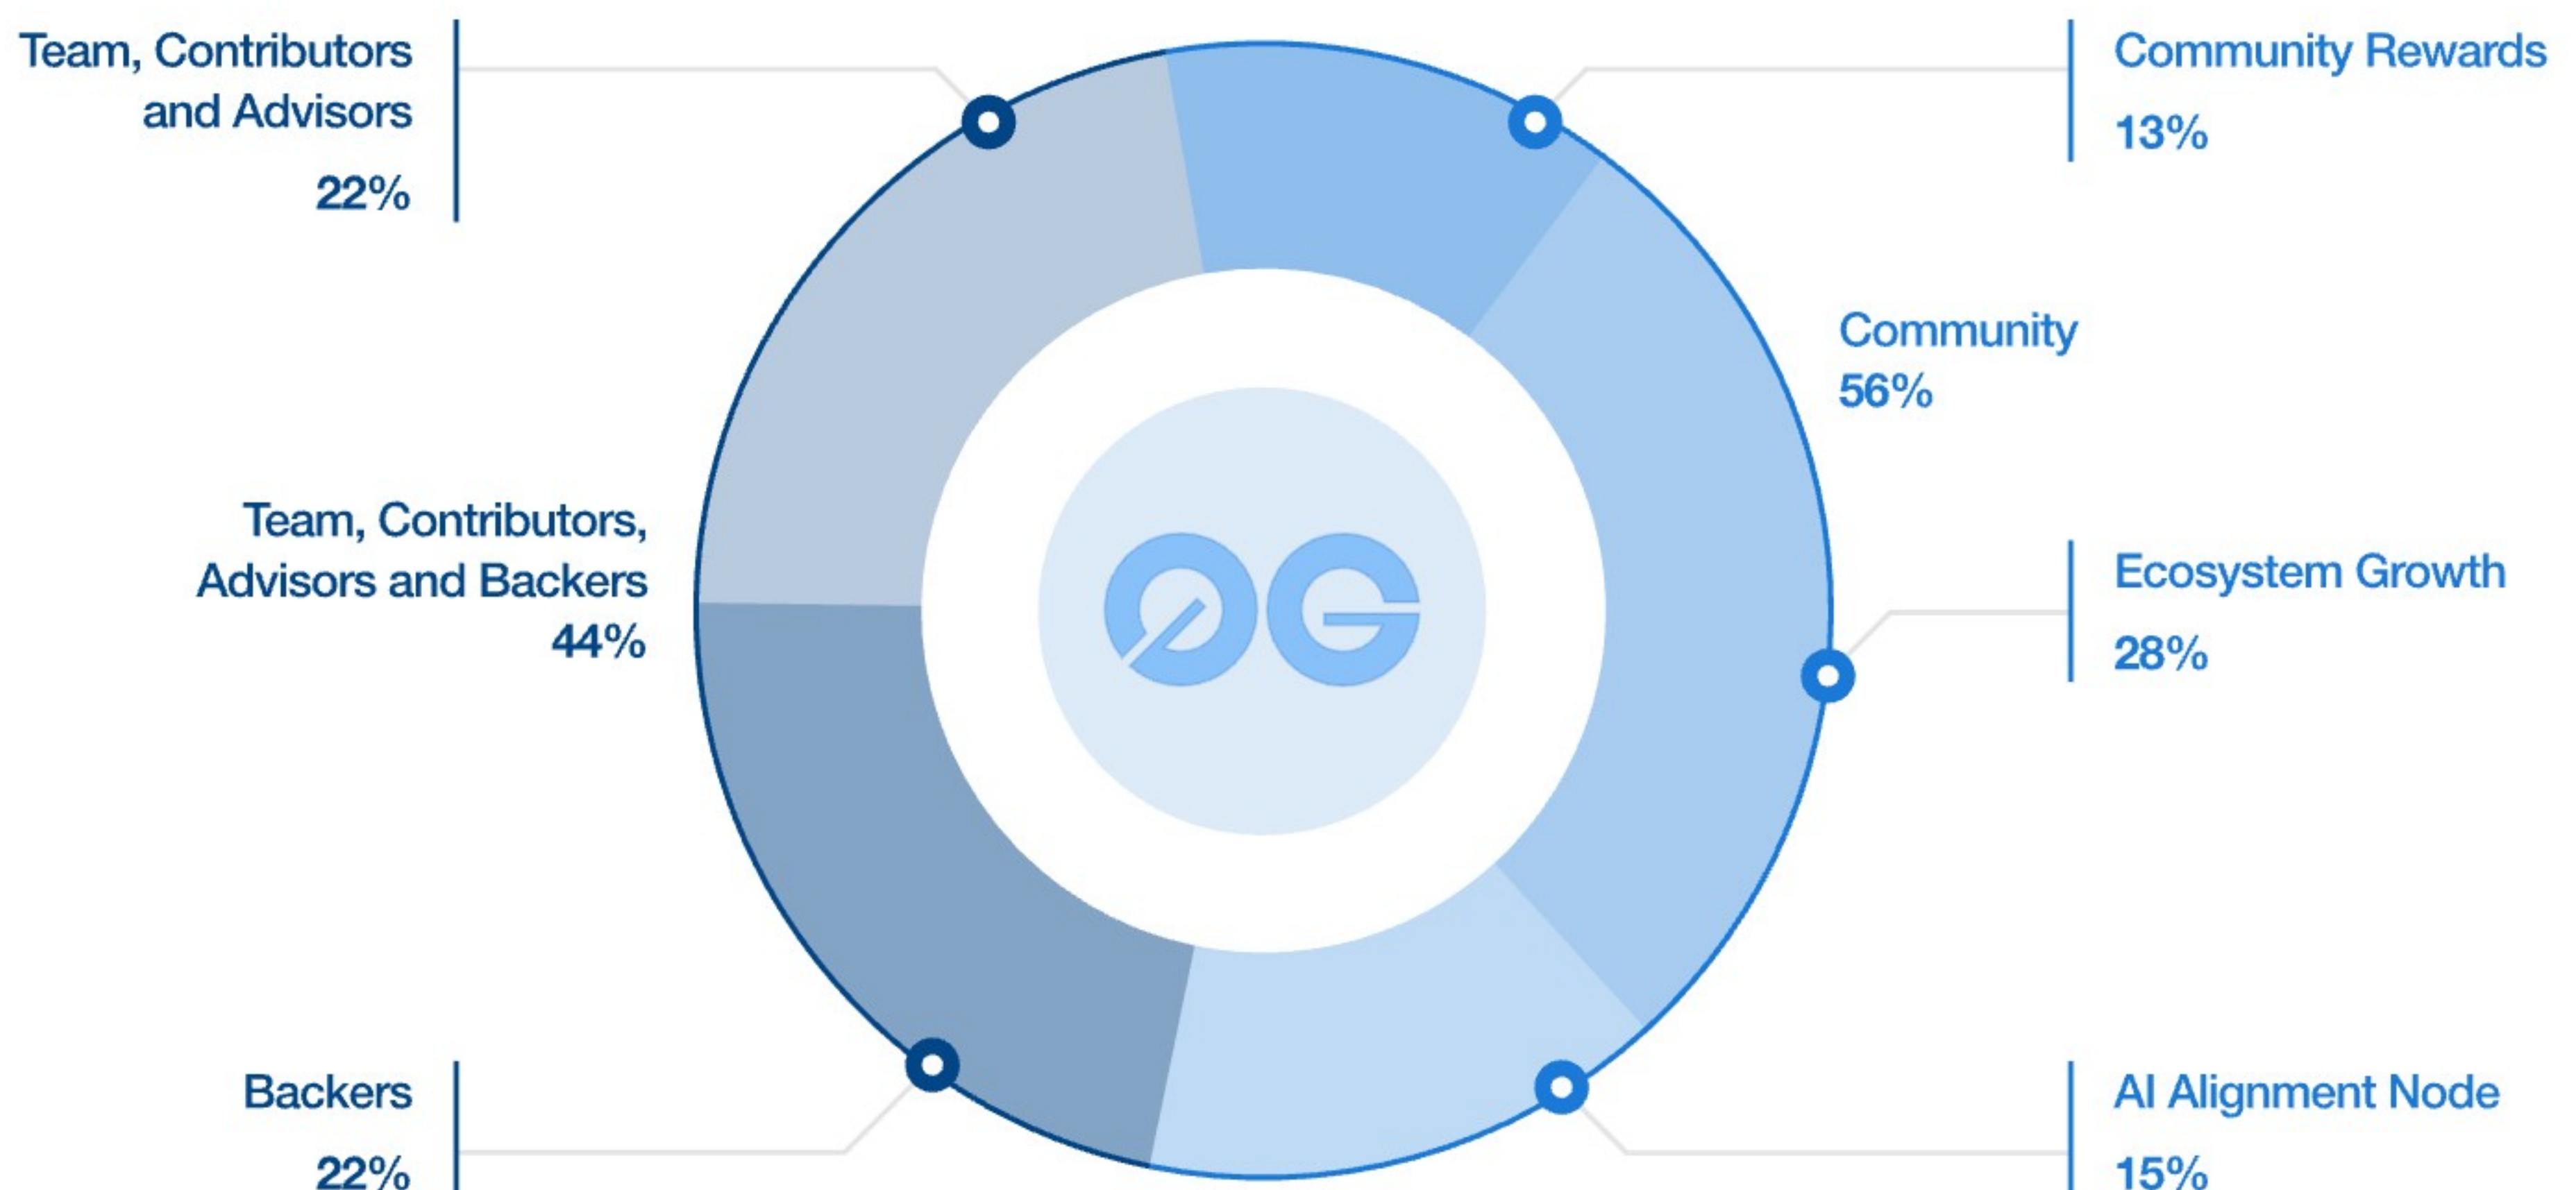 Team, Contributors
and Advisors
22%
Community Rewards
13%
Community
56%
Team, Contributors,
Advisors and Backers
44%
0G
Ecosystem Growth
28%
Backers
22%
AI Alignment Node
15%